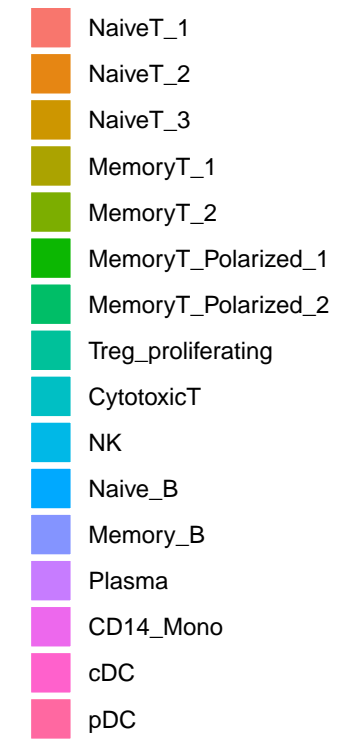 NaiveT_1
NaiveT_2
NaiveT_3
MemoryT_1
MemoryT_2
MemoryT_Polarized_1
MemoryT_Polarized_2
Treg_proliferating
CytotoxicT
NK
Naive_B
Memory_B
Plasma
CD14_Mono
cDC
pDC